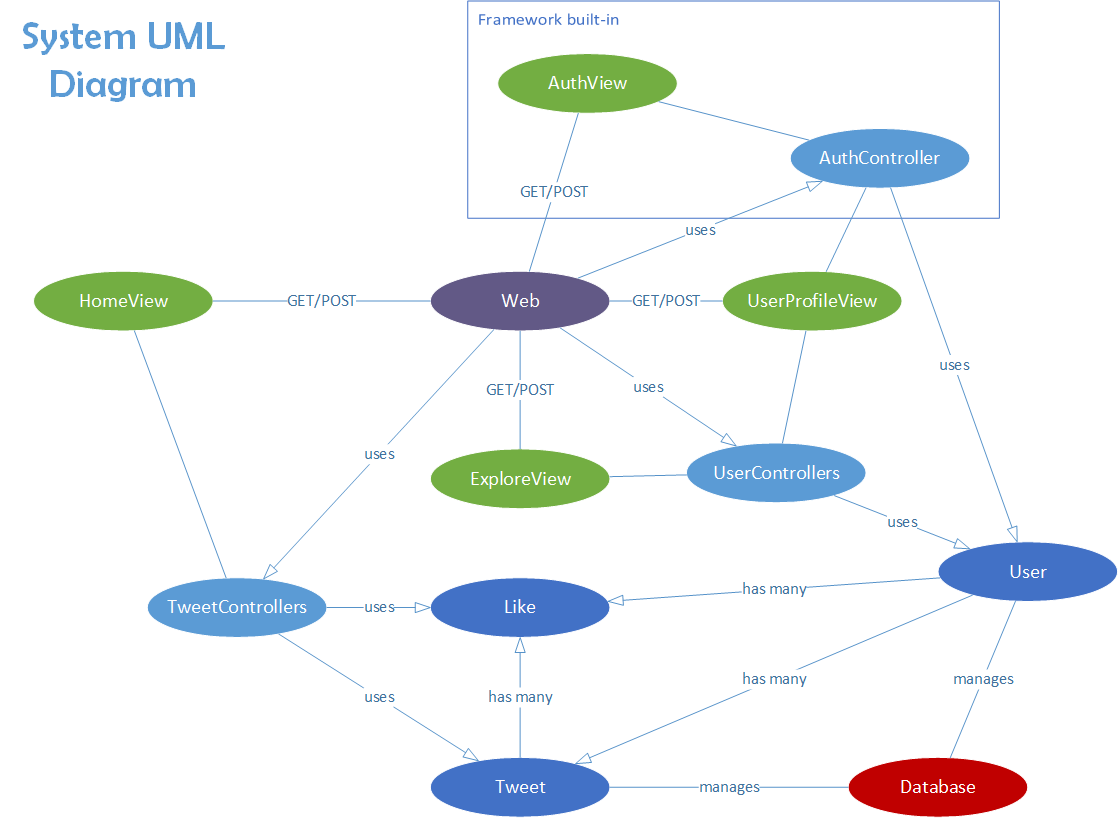 System UML
Diagram
Framework built-in
AuthView
AuthController
GET/POST
uses
HomeView
GET/POST
Web
GET/POST
UserProfileView
uses
GET/POST
uses
uses
ExploreView
UserControllers
uses
User
has many
TweetControllers
uses
Like
uses
has many
has many
manages
Tweet
manages
Database